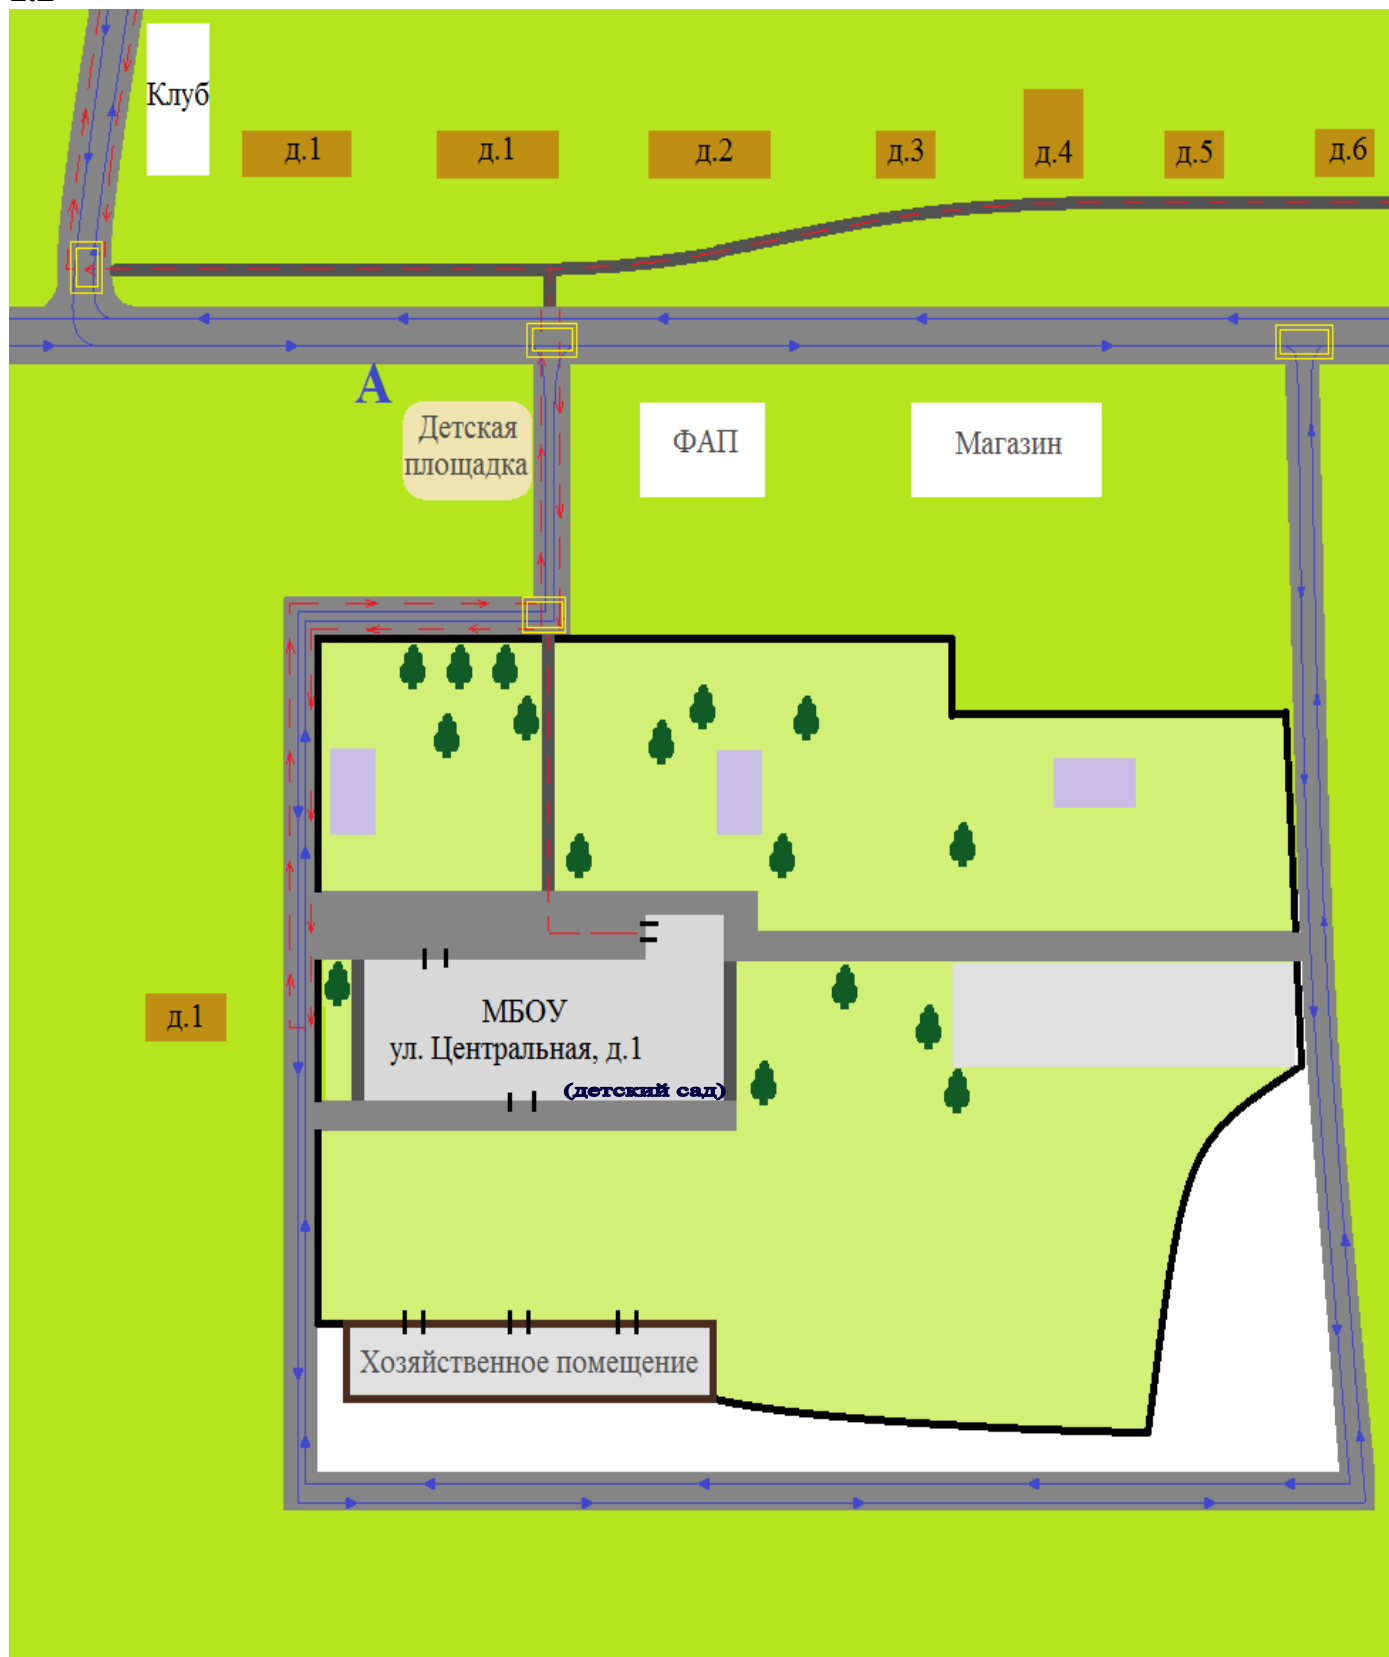 Клуб
д.1
д.1
д.2
д.3
д.4
д.5
д.6
А
Детская
площадка
ФАП
Магазин
д.1
МБОУ
ул. Центральная, д.1
(детский сад)
Хозяйственное помещение